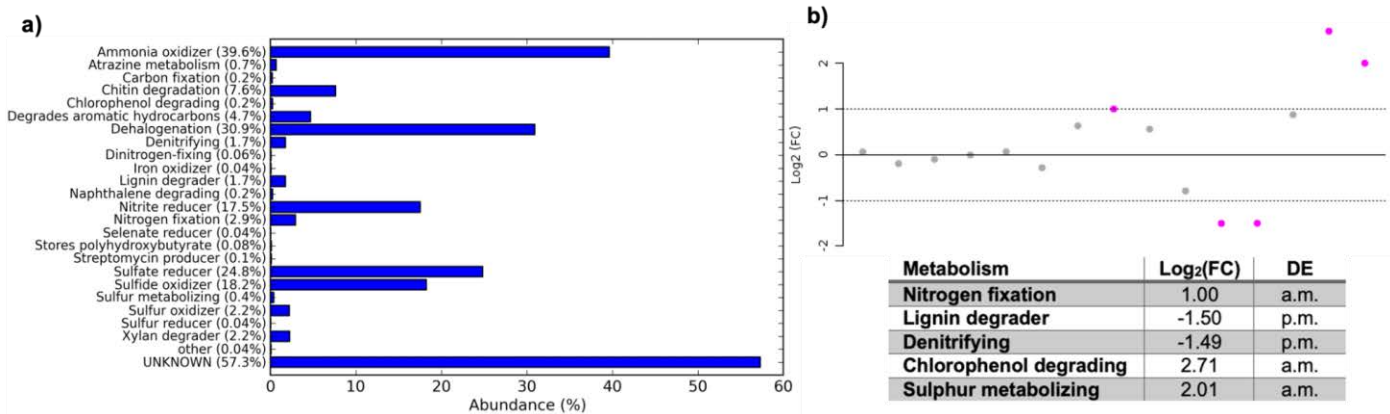 a)
Ammonia oxidizer (39.6%)
Atrazine metabolism (0.7%)
Carbon fixation (0.2%)
Chitin degradation (7.6%)
Chlorophenol degrading (0.2%)
Degrades aromatic hydrocarbons (4.7%)
Dehalogenation (30.9%)
Denitrifying (1.7%)
Dinitrogen-fixing (0.06%)
Iron oxidizer (0.04%)
Lignin degrader (1.7%)
Naphthalene degrading (0.2%)
Nitrite reducer (17.5%)
Nitrogen fixation (2.9%)
Selenate reducer (0.04%)
Stores polyhydroxybutyrate (0.08%)
Streptomycin producer (0.1%)
Sulfate reducer (24.8%)
Sulfide oxidizer (18.2%)
Sulfur metabolizing (0.4%)
Sulfur oxidizer (2.2%)
Sulfur reducer (0.04%)
Xylan degrader (2.2%)
other (0.04%)
UNKNOWN (57.3%)
0 10 20 30 40 50 60
Abundance (%)
b)
2
1
0
-1
-2
Log2 (FC)
Metabolism Log₂(FC) DE
Nitrogen fixation 1.00 a.m.
Lignin degrader -1.50 p.m.
Denitrifying -1.49 p.m.
Chlorophenol degrading 2.71 a.m.
Sulphur metabolizing 2.01 a.m.